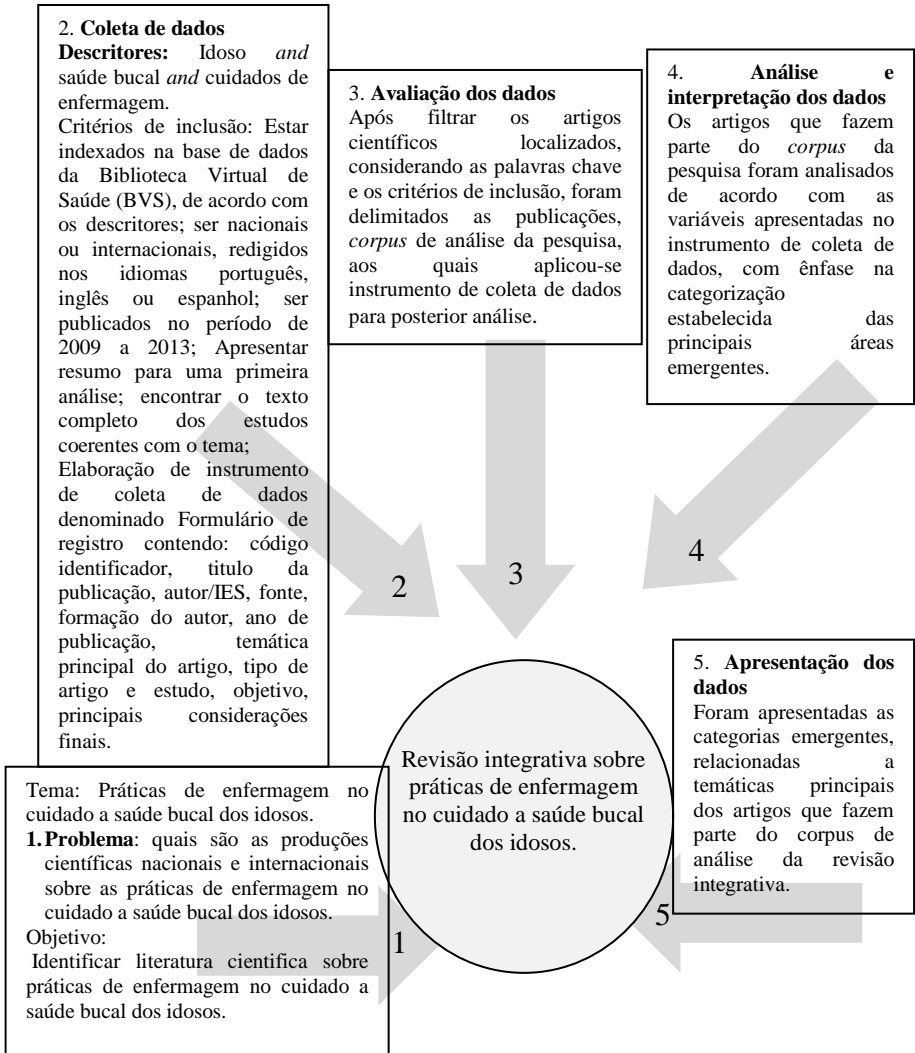 2. Coleta de dados
Descritores: Idoso and
saúde bucal and cuidados de
enfermagem.
Critérios de inclusão: Estar
indexados na base de dados
da Biblioteca Virtual de
Saúde (BVS), de acordo com
os descritores; ser nacionais
ou internacionais, redigidos
nos idiomas português,
inglês ou espanhol; ser
publicados no período de
2009 a 2013; Apresentar
resumo para uma primeira
análise; encontrar o texto
completo dos estudos
coerentes com o tema;
Elaboração de instrumento
de coleta de dados
denominado Formulário de
registro contendo: código
identificador, titulo da
publicação, autor/IES, fonte,
formação do autor, ano de
publicação, temática
principal do artigo, tipo de
artigo e estudo, objetivo,
principais considerações
finais.
3. Avaliação dos dados
Após filtrar os artigos
científicos localizados,
considerando as palavras chave
e os critérios de inclusão, foram
delimitados as publicações,
corpus de análise da pesquisa,
aos quais aplicou-se
instrumento de coleta de dados
para posterior análise.
4. Análise e
interpretação dos dados
Os artigos que fazem
parte do corpus da
pesquisa foram analisados
de acordo com as
variáveis apresentadas no
instrumento de coleta de
dados, com ênfase na
categorização
estabelecida das
principais áreas
emergentes.
2
3
4
Revisão integrativa sobre
práticas de enfermagem
no cuidado a saúde bucal
dos idosos.
5. Apresentação dos
dados
Foram apresentadas as
categorias emergentes,
relacionadas a
temáticas principais
dos artigos que fazem
parte do corpus de
análise da revisão
integrativa.
5
Tema: Práticas de enfermagem no
cuidado a saúde bucal dos idosos.
1. Problema: quais são as produções
científicas nacionais e internacionais
sobre as práticas de enfermagem no
cuidado a saúde bucal dos idosos.
Objetivo:
Identificar literatura cientifica sobre
práticas de enfermagem no cuidado a
saúde bucal dos idosos.
1